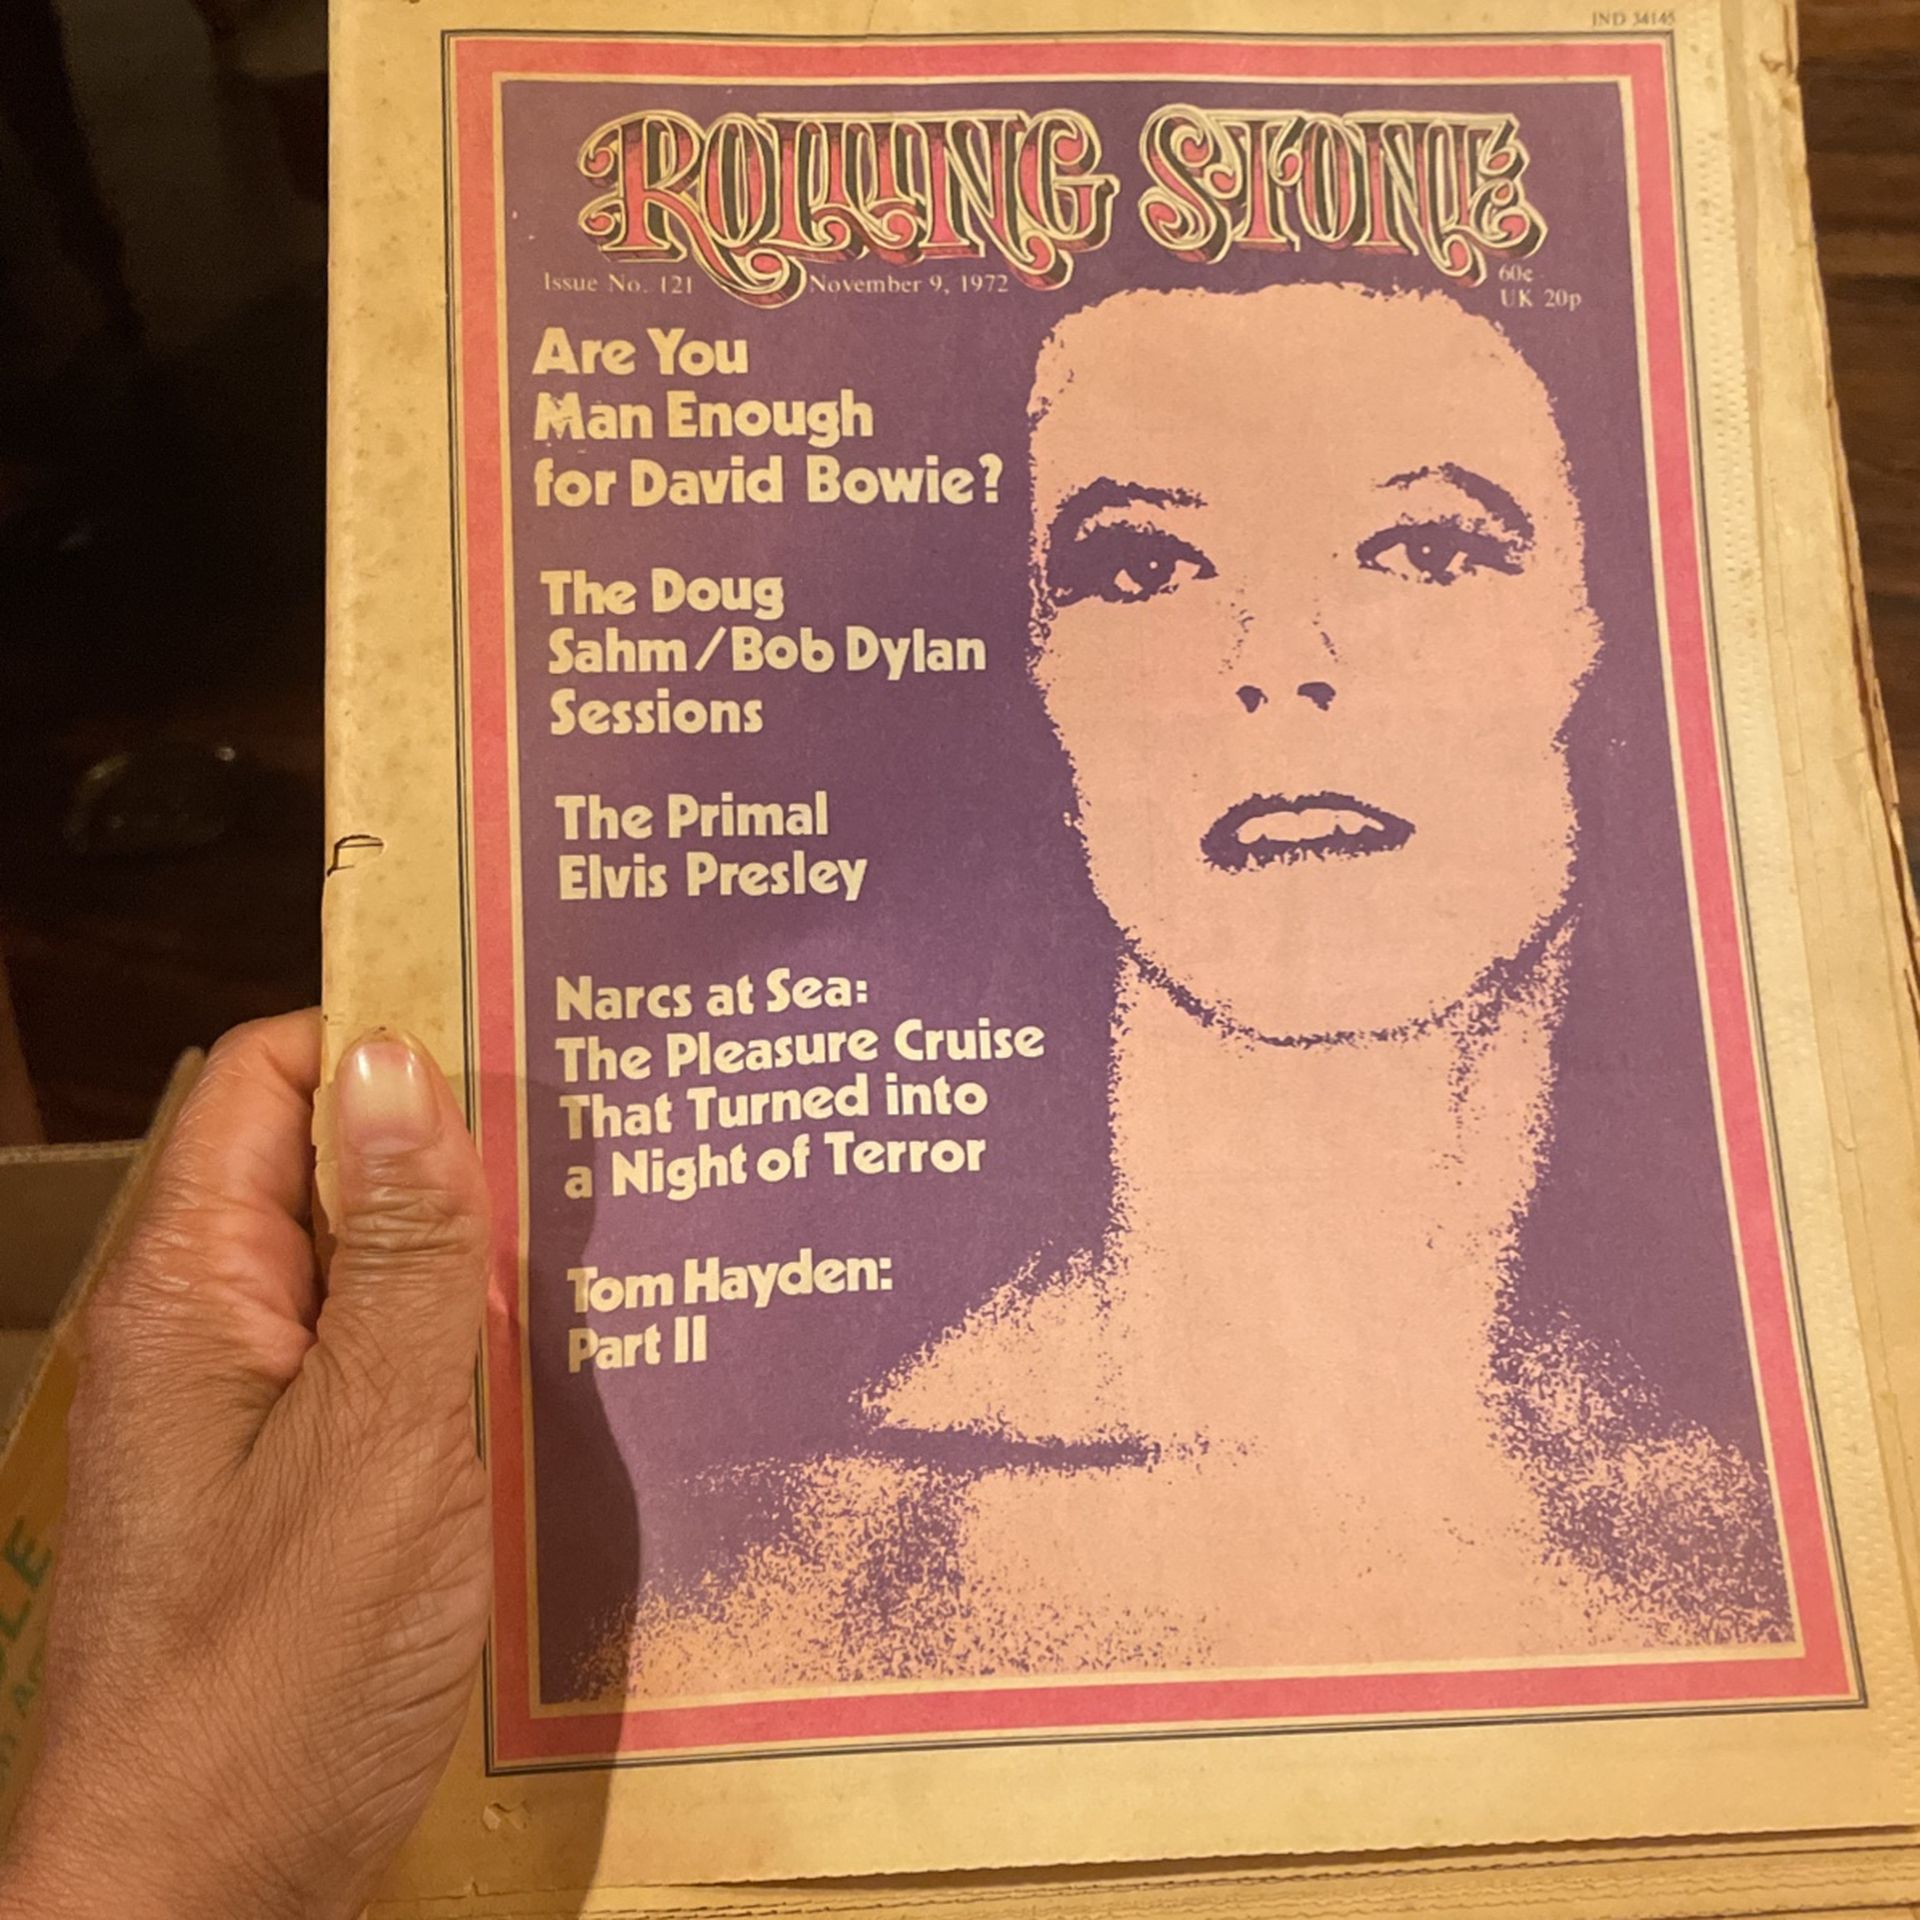 IND 34145
ROLLING STONE
Issue No. 121 November 9, 1972 60¢
UK 20p
Are You
Man Enough
for David Bowie?
The Doug
Sahm/Bob Dylan
Sessions
The Primal
Elvis Presley
Narcs at Sea:
The Pleasure Cruise
That Turned into
a Night of Terror
Tom Hayden:
Part II